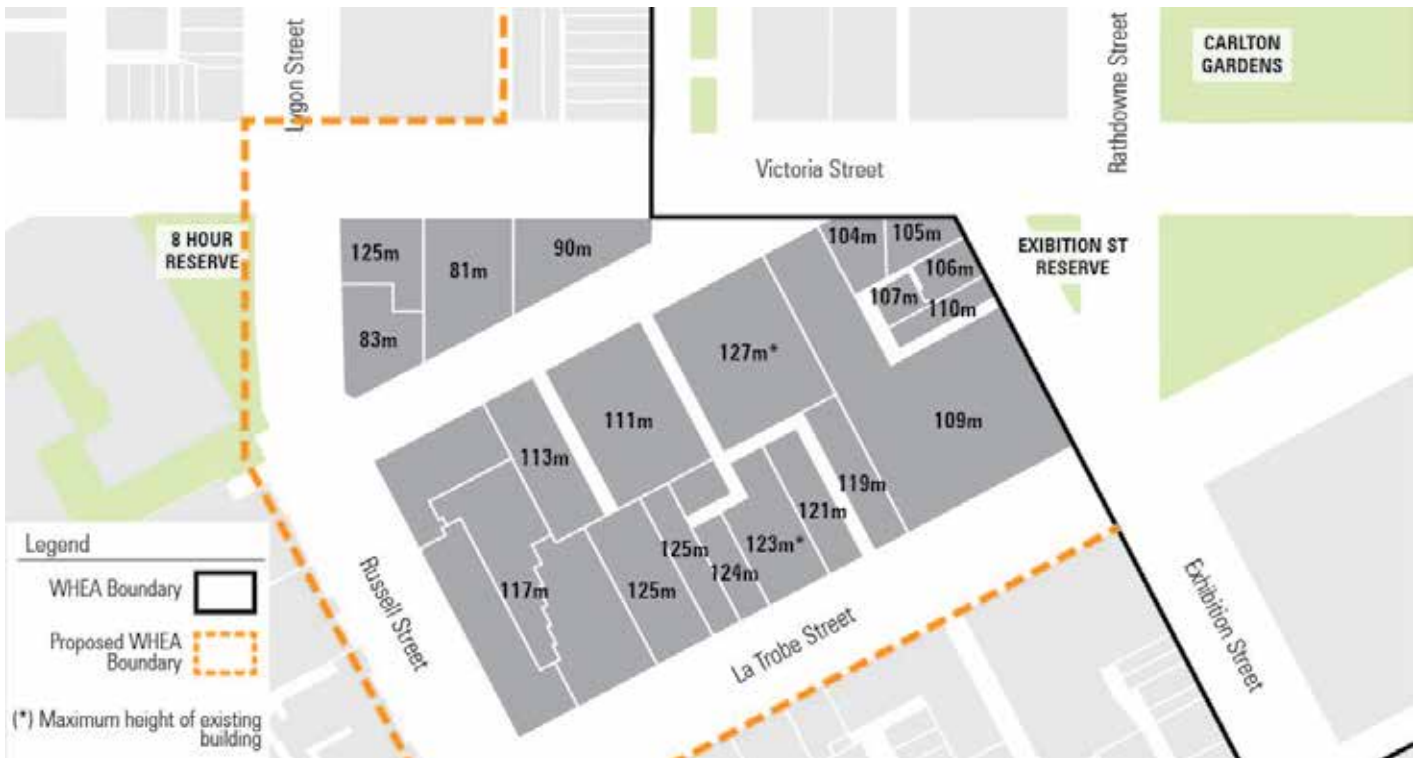 Lygon Street
Rathdowne Street
CARLTON
GARDENS
Victoria Street
8 HOUR
RESERVE
EXIBITION ST
RESERVE
125m
81m
90m
83m
104m
105m
106m
107m
110m
127m*
111m
109m
113m
119m
121m
125m
123m*
124m
117m
125m
Russell Street
La Trobe Street
Exhibition Street
Legend
WHEA Boundary
Proposed WHEA
Boundary
(*) Maximum height of existing
building